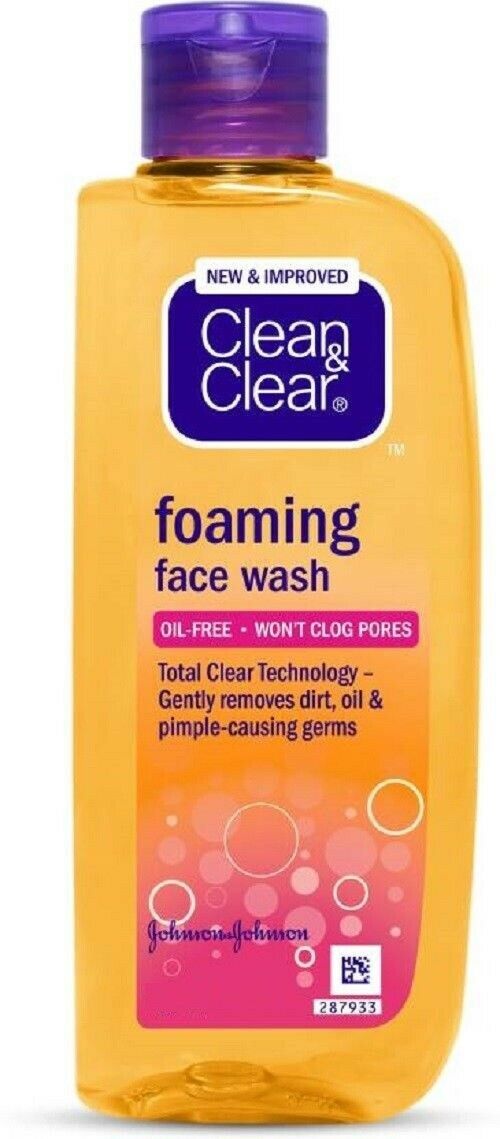 NEW & IMPROVED
Clean
&
Clear®
TM
foaming
face wash
OIL-FREE • WON'T CLOG PORES
Total Clear Technology –
Gently removes dirt, oil &
pimple-causing germs
Johnson & Johnson
287933